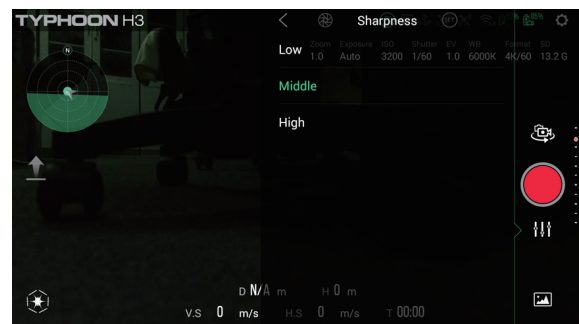 TYPHOON H3
Sharpness
85%
Low
Zoom Exposure ISO Shutter EV WB Format SD
1.0 Auto 3200 1/60 1.0 6000K 4K/60 13.2 G
Middle
High
N
D N/A m H 0 m
V.S 0 m/s H.S 0 m/s T 00:00